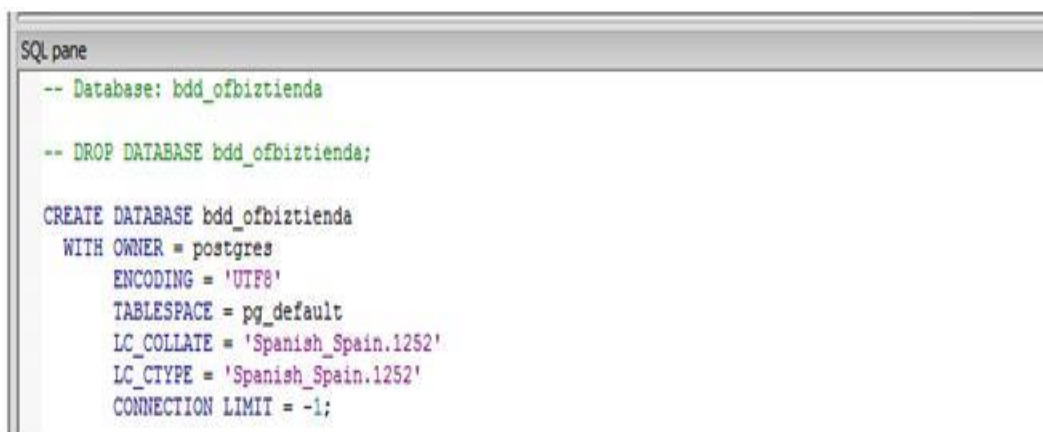 SQL pane
-- Database: bdd_ofbiztienda
-- DROP DATABASE bdd_ofbiztienda;
CREATE DATABASE bdd_ofbiztienda
WITH OWNER = postgres
ENCODING = 'UTF8'
TABLESPACE = pg_default
LC_COLLATE = 'Spanish_Spain.1252'
LC_CTYPE = 'Spanish_Spain.1252'
CONNECTION LIMIT = -1;